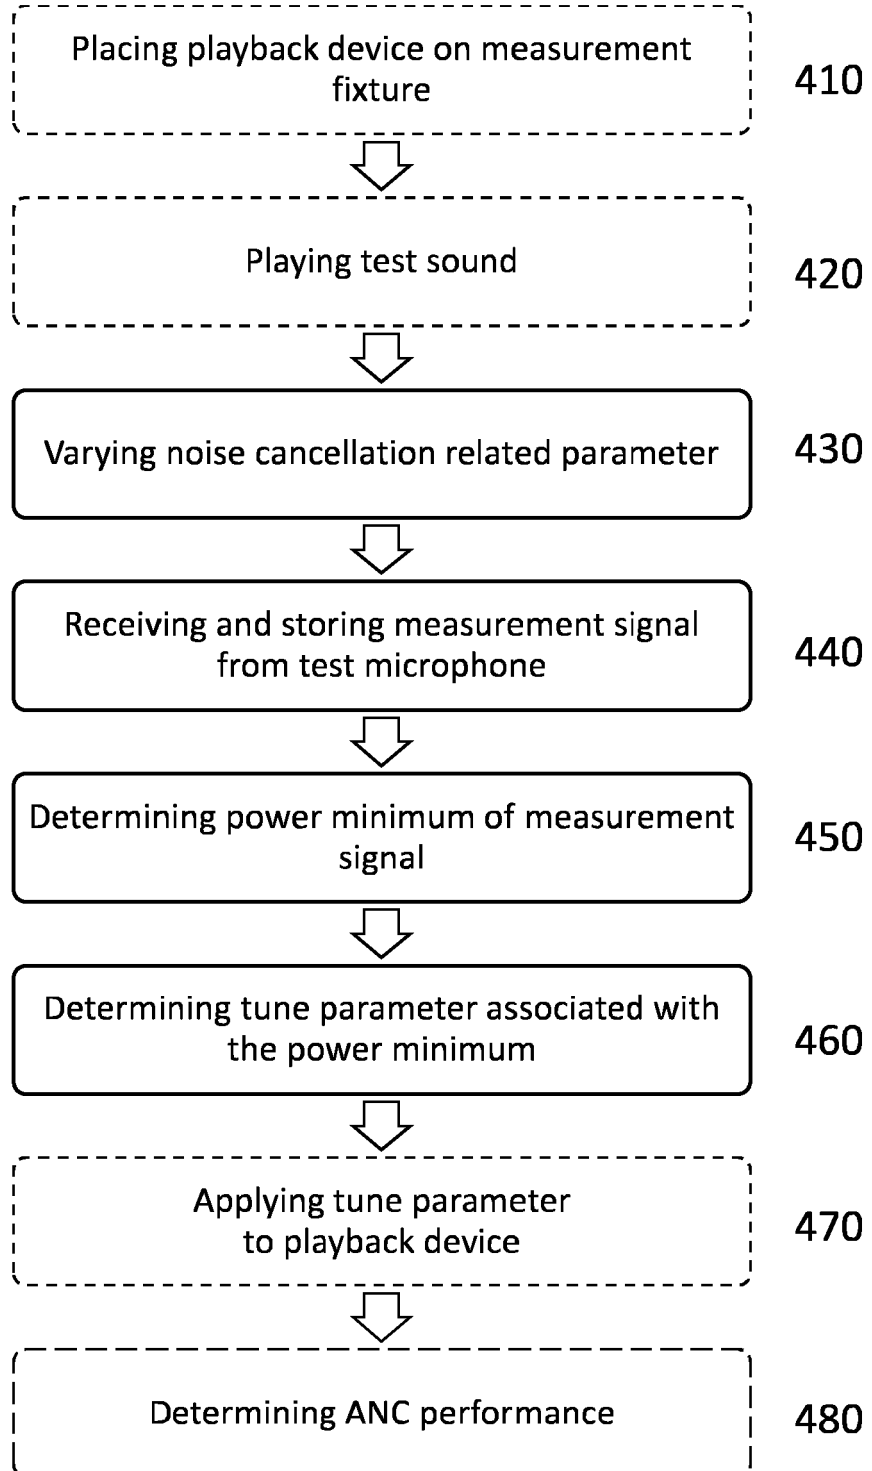 Placing playback device on measurement
fixture
410
Playing test sound
420
Varying noise cancellation related parameter
430
Receiving and storing measurement signal
from test microphone
440
Determining power minimum of measurement
signal
450
Determining tune parameter associated with
the power minimum
460
Applying tune parameter
to playback device
470
Determining ANC performance
480